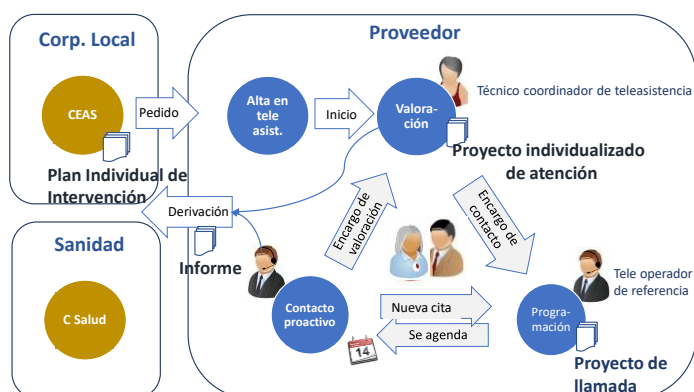 Corp. Local
CEAS
Plan Individual de
Intervención
Pedido
Proveedor
Alta en
tele
asist.
Inicio
Valora-
ción
Técnico coordinador de teleasistencia
Proyecto individualizado
de atención
Derivación
Informe
Encargo de
valoración
Encargo de
contacto
Sanidad
C Salud
Contacto
proactivo
14
Nueva cita
Se agenda
Tele operador
de referencia
Progra-
mación
Proyecto de
llamada